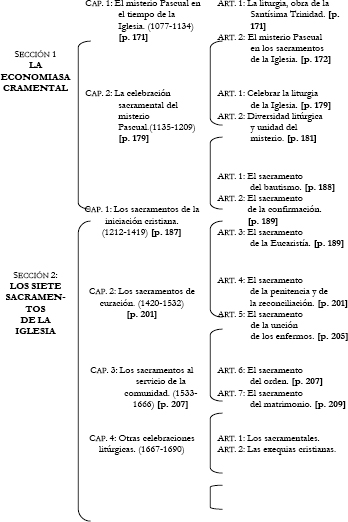 SECCIÓN 1
LA
ECONOMIASA
CRAMENTAL
CAP. 1: El misterio Pascual en
el tiempo de la
Iglesia. (1077-1134)
[p. 171]
ART. 1: La liturgia, obra de la
Santísima Trinidad. [p.
171]
ART. 2: El misterio Pascual
en los sacramentos
de la Iglesia. [p. 172]
CAP. 2: La celebración
sacramental del
misterio
Pascual.(1135-1209)
[p. 179]
ART. 1: Celebrar la liturgia
de la Iglesia. [p. 179]
ART. 2: Diversidad litúrgica
y unidad del
misterio. [p. 181]
SECCIÓN 2:
LOS SIETE
SACRAMEN-
TOS
DE LA
IGLESIA
CAP. 1: Los sacramentos de la
iniciación cristiana.
(1212-1419) [p. 187]
ART. 1: El sacramento
del bautismo. [p. 188]
ART. 2: El sacramento
de la confirmación.
[p. 189]
ART. 3: El sacramento
de la Eucaristía. [p. 189]
CAP. 2: Los sacramentos de
curación. (1420-1532)
[p. 201]
ART. 4: El sacramento
de la penitencia y de
la reconciliación. [p. 201]
ART. 5: El sacramento
de la unción
de los enfermos. [p. 205]
CAP. 3: Los sacramentos al
servicio de la
comunidad. (1533-
1666) [p. 207]
ART. 6: El sacramento
del orden. [p. 207]
ART. 7: El sacramento
del matrimonio. [p. 209]
CAP. 4: Otras celebraciones
litúrgicas. (1667-1690)
ART. 1: Los sacramentales.
ART. 2: Las exequias cristianas.